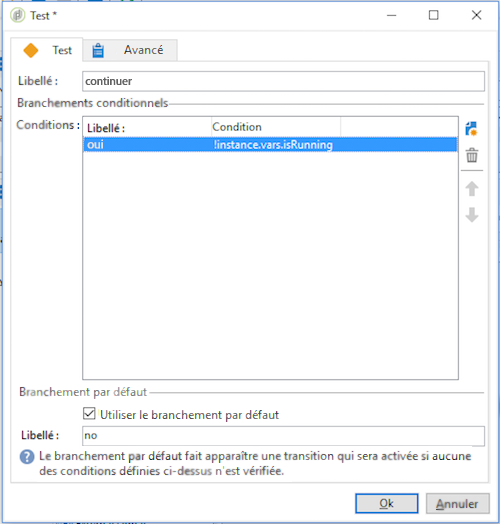 Test *
Test Avancé
Libellé : continuer
Branchements conditionnels
Conditions : Libellé : Condition
oui !instance.vars.isRunning
Branchement par défaut
Utiliser le branchement par défaut
Libellé : no
Le branchement par défaut fait apparaître une transition qui sera activée si aucune
des conditions définies ci-dessus n'est vérifiée.
Ok Annuler